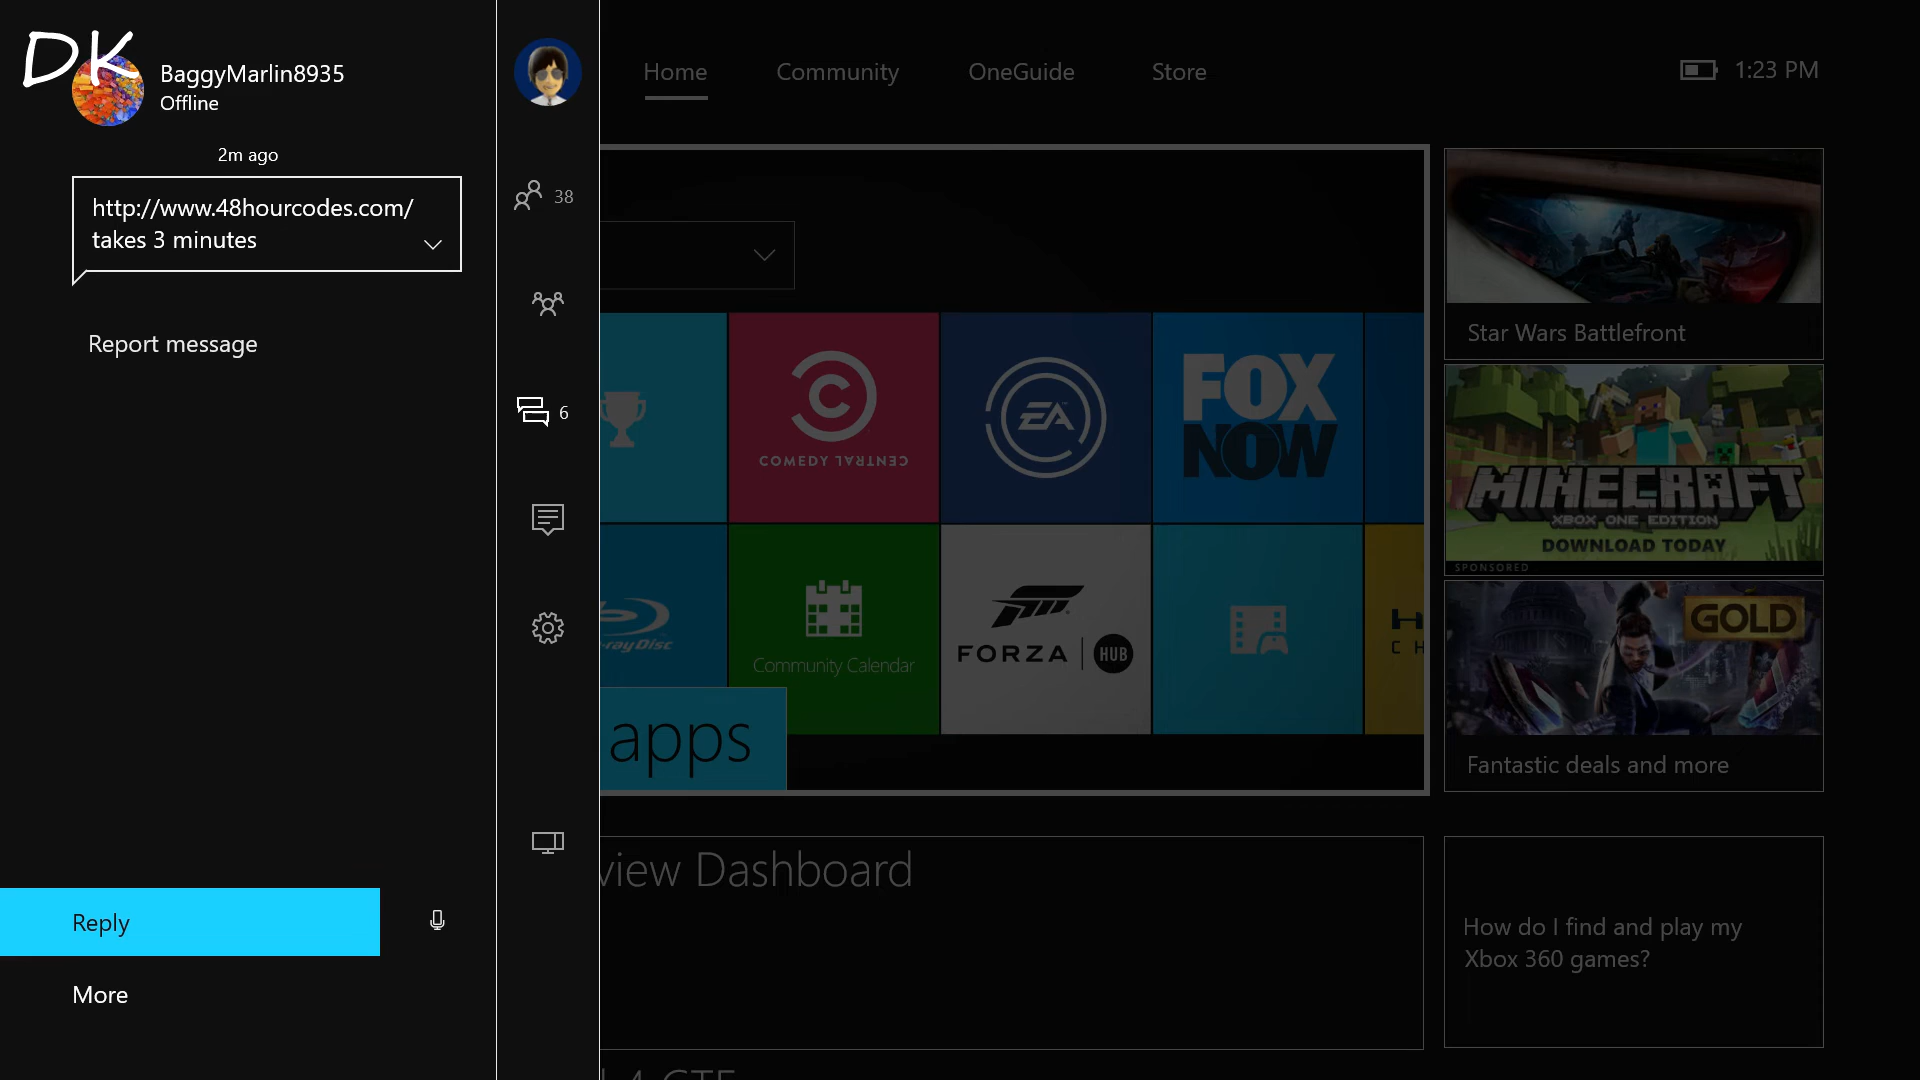 DK
BaggyMarlin8935
Offline
2m ago
http://www.48hourcodes.com/
takes 3 minutes
Report message
Reply
More
38
6
Home
Community
OneGuide
Store
1:23 PM
COMEDY CENTRAL
EA
FOX
NOW
-rayDisc
Community Calendar
FORZA | HUB
H
CH
apps
Star Wars Battlefront
MINECRAFT
XBOX ONE EDITION
DOWNLOAD TODAY
SPONSORED
GOLD
Fantastic deals and more
view Dashboard
How do I find and play my
Xbox 360 games?